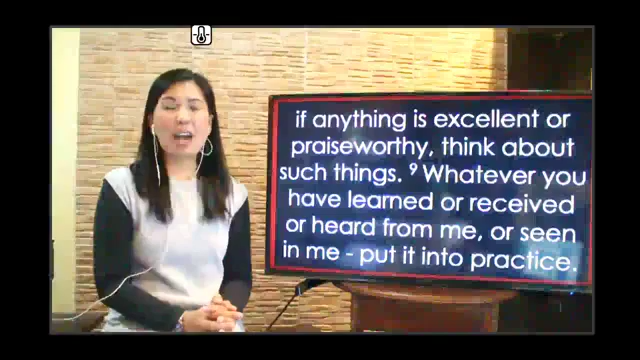 if anything is excellent or
praiseworthy, think about
such things. ⁹ Whatever you
have learned or received
or heard from me, or seen
in me - put it into practice.